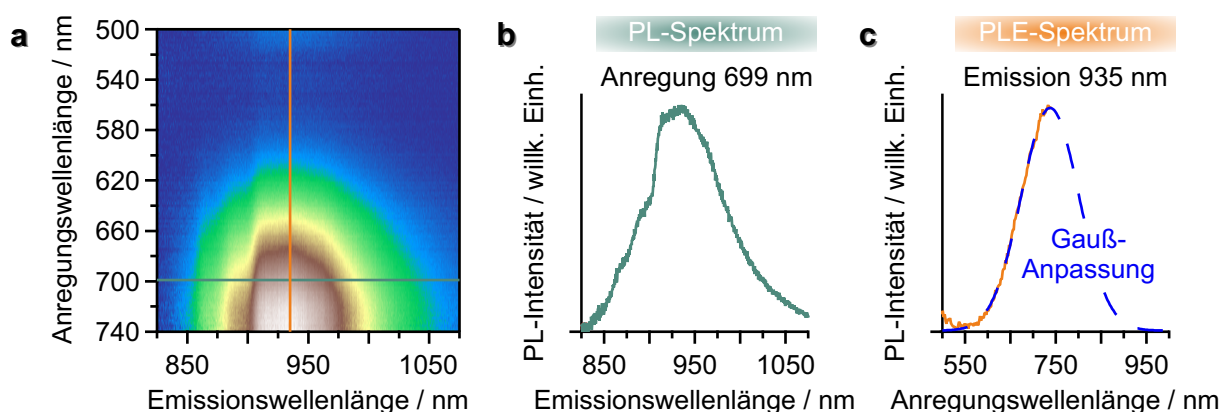 a
Anregungswellenlänge / nm
500
540
580
620
660
700
740
850
950
1050
Emissionswellenlänge / nm
b
PL-Spektrum
Anregung 699 nm
PL-Intensität / willk. Einh.
850
950
1050
Emissionswellenlänge / nm
c
PLE-Spektrum
Emission 935 nm
PL-Intensität / willk. Einh.
Gauß-
Anpassung
550
750
950
Anregungswellenlänge / nm